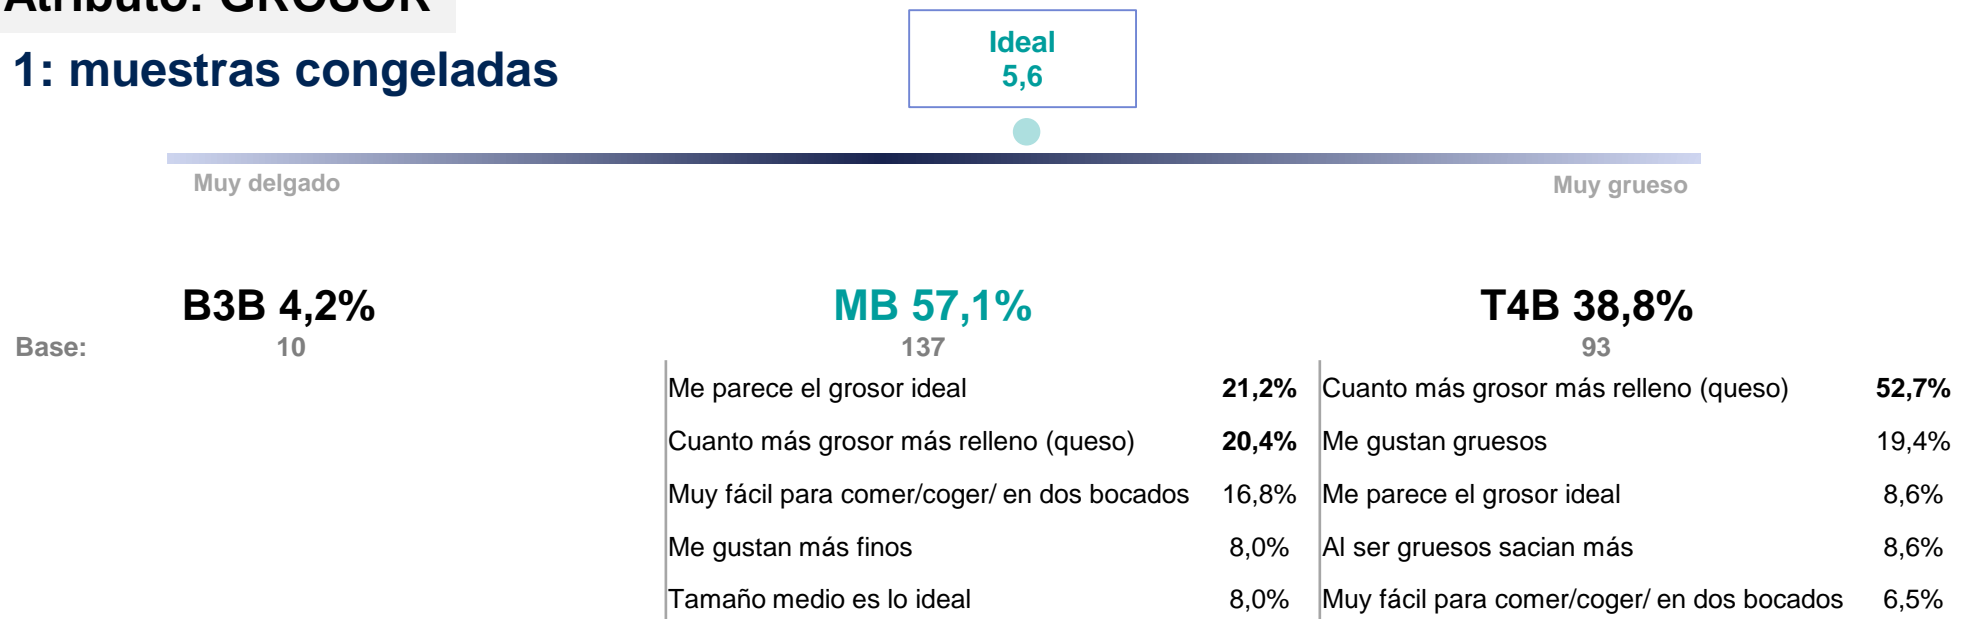 Atributo: GROSOR
1: muestras congeladas
Ideal
5,6
Muy delgado
Muy grueso
B3B 4,2%
MB 57,1%
T4B 38,8%
Base:
10
137
93
Me parece el grosor ideal 21,2%
Cuanto más grosor más relleno (queso) 20,4%
Muy fácil para comer/coger/ en dos bocados 16,8%
Me gustan más finos 8,0%
Tamaño medio es lo ideal 8,0%
Cuanto más grosor más relleno (queso) 52,7%
Me gustan gruesos 19,4%
Me parece el grosor ideal 8,6%
Al ser gruesos sacian más 8,6%
Muy fácil para comer/coger/ en dos bocados 6,5%